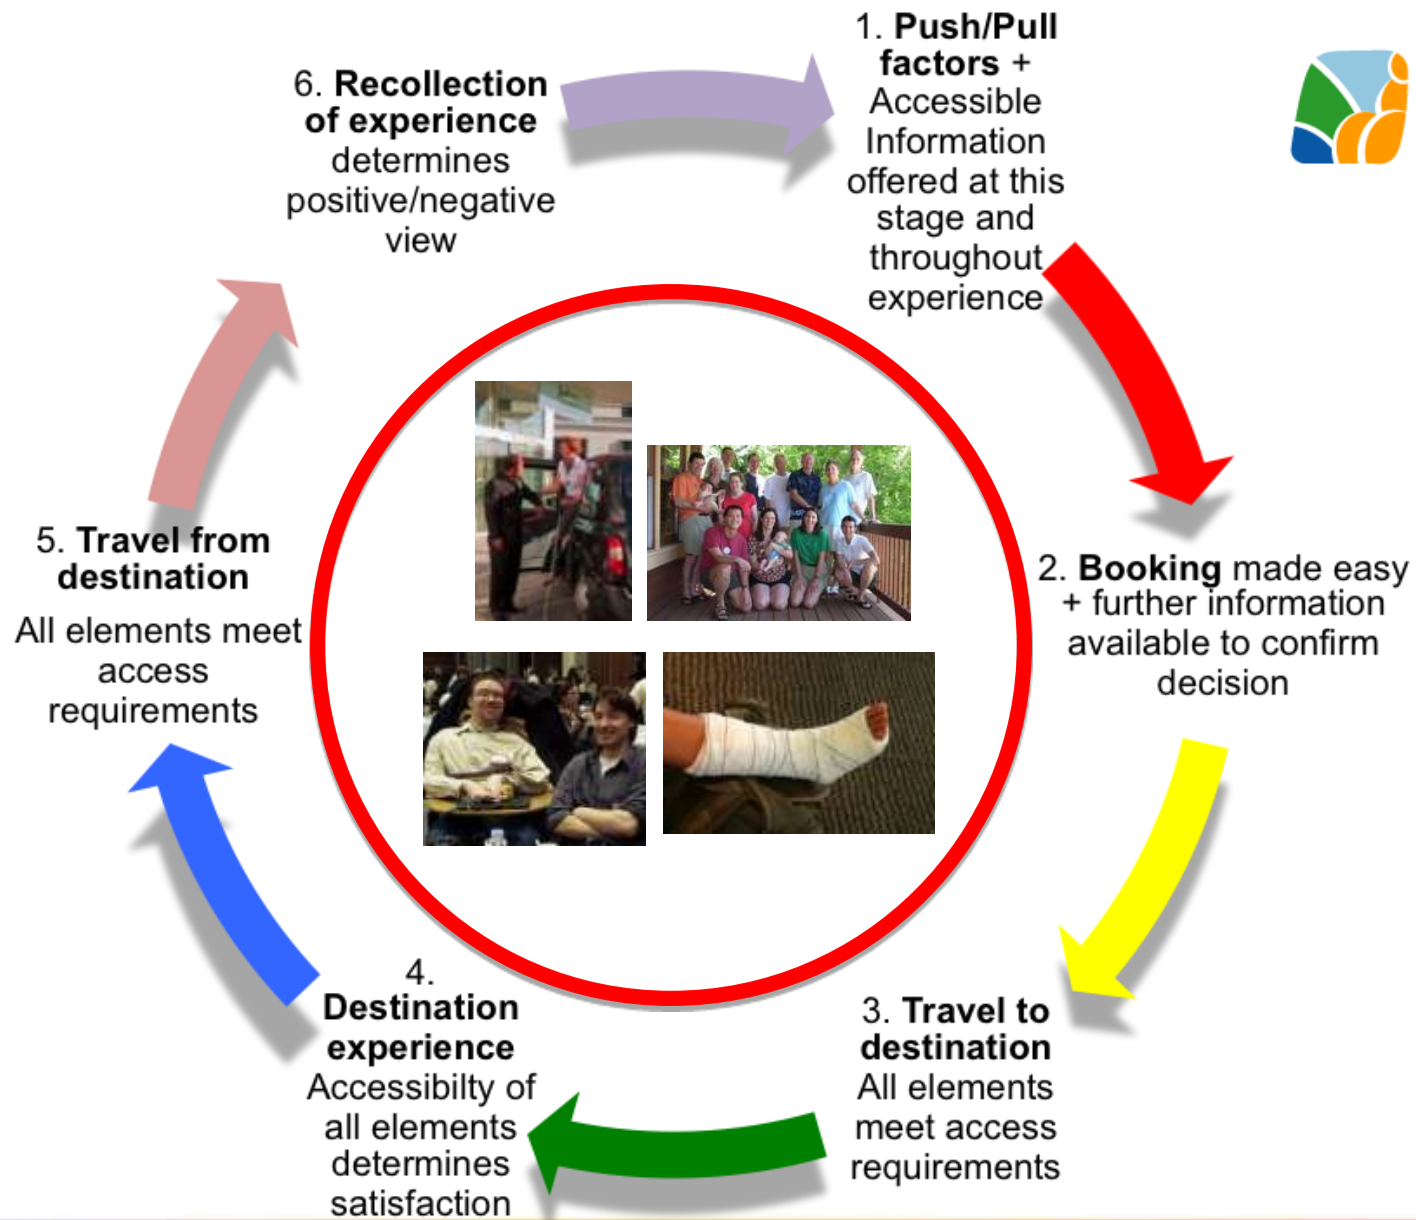 1. Push/Pull
factors +
Accessible
Information
offered at this
stage and
throughout
experience
2. Booking made easy
+ further information
available to confirm
decision
3. Travel to
destination
All elements
meet access
requirements
4.
Destination
experience
Accessibilty of
all elements
determines
satisfaction
5. Travel from
destination
All elements meet
access
requirements
6. Recollection
of experience
determines
positive/negative
view